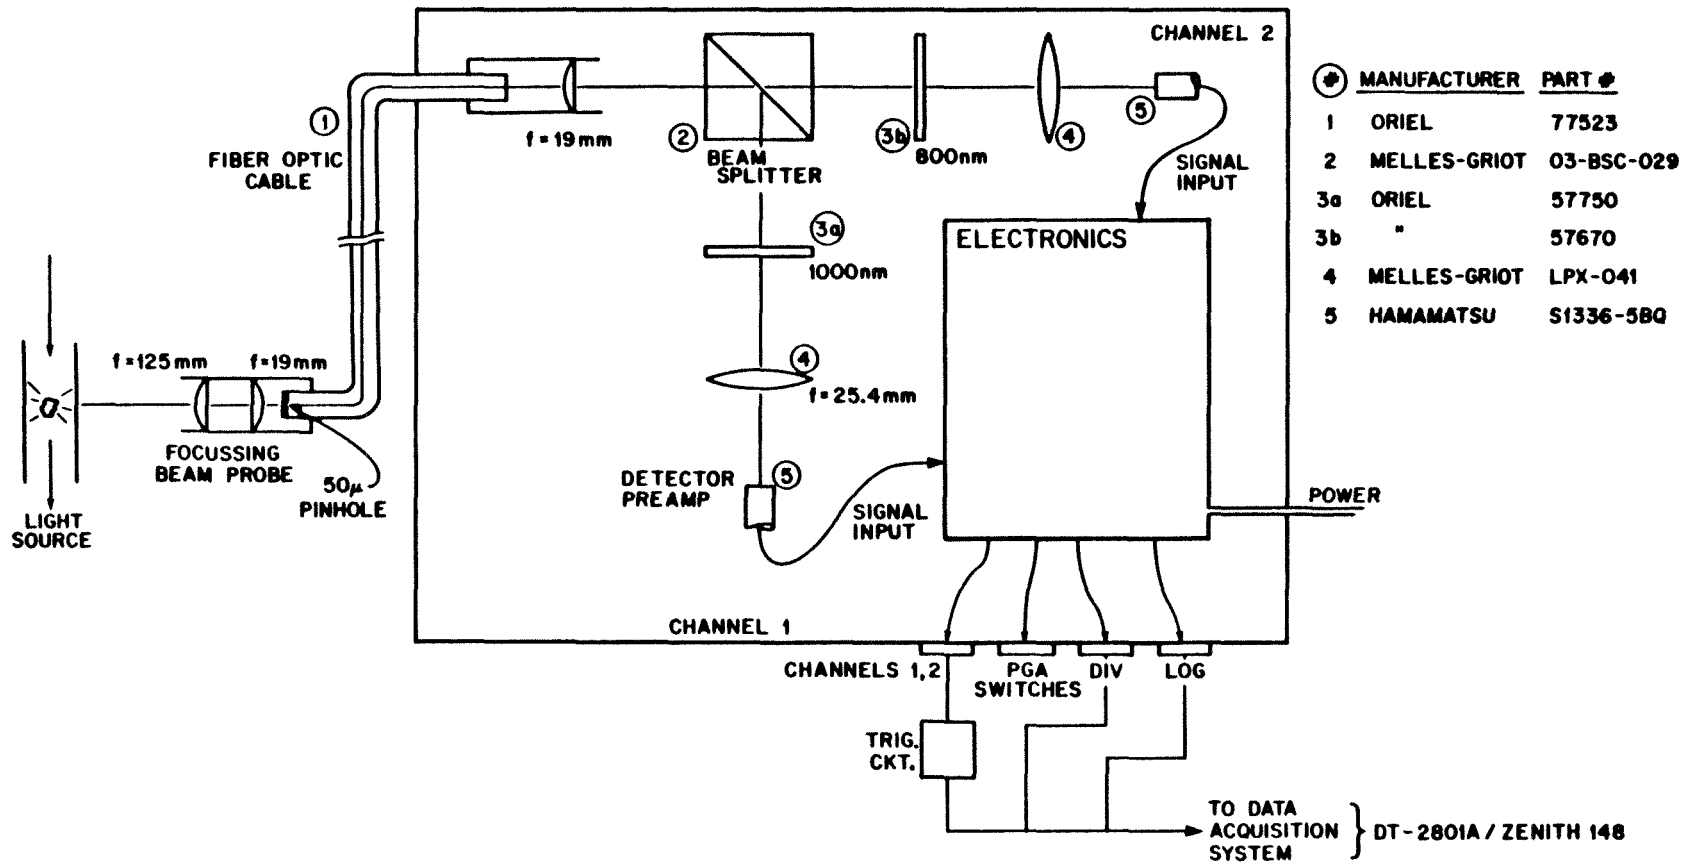 CHANNEL 2
# MANUFACTURER PART #
1 ORIEL 77523
2 MELLES-GRIOT 03-BSC-029
3a ORIEL 57750
3b " 57670
4 MELLES-GRIOT LPX-041
5 HAMAMATSU S1336-5BQ
1
FIBER OPTIC
CABLE
f = 19mm
2
BEAM
SPLITTER
3b
800nm
4
5
SIGNAL
INPUT
3a
1000nm
ELECTRONICS
4
f = 25.4mm
f = 125mm
f = 19mm
FOCUSSING
BEAM PROBE
50μ
PINHOLE
LIGHT
SOURCE
DETECTOR
PREAMP
5
SIGNAL
INPUT
POWER
CHANNEL 1
CHANNELS 1,2
PGA
SWITCHES
DIV
LOG
TRIG.
CKT.
TO DATA
ACQUISITION
SYSTEM
DT-2801A / ZENITH 148